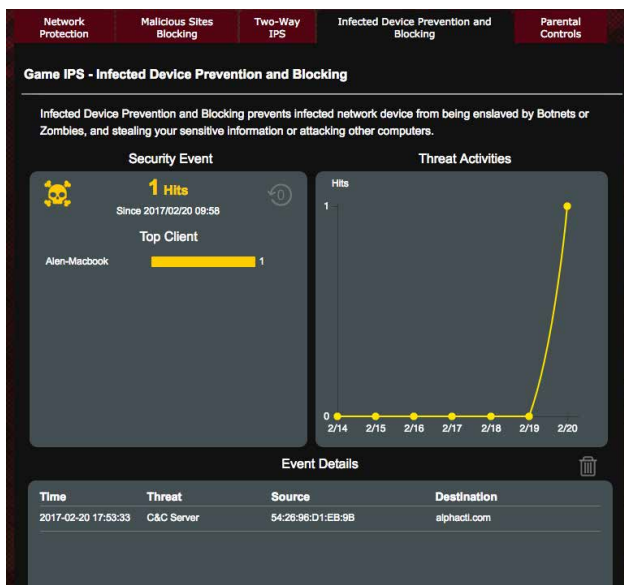 Network Protection
Malicious Sites Blocking
Two-Way IPS
Infected Device Prevention and Blocking
Parental Controls
Game IPS - Infected Device Prevention and Blocking
Infected Device Prevention and Blocking prevents infected network device from being enslaved by Botnets or
Zombies, and stealing your sensitive information or attacking other computers.
Security Event
1 Hits
Since 2017/02/20 09:58
0
Top Client
Alen-Macbook 1
Threat Activities
Hits
1
0
2/14 2/15 2/16 2/17 2/18 2/19 2/20
Event Details
Time Threat Source Destination
2017-02-20 17:53:33 C&C Server 54:26:96:D1:EB:9B alphacti.com